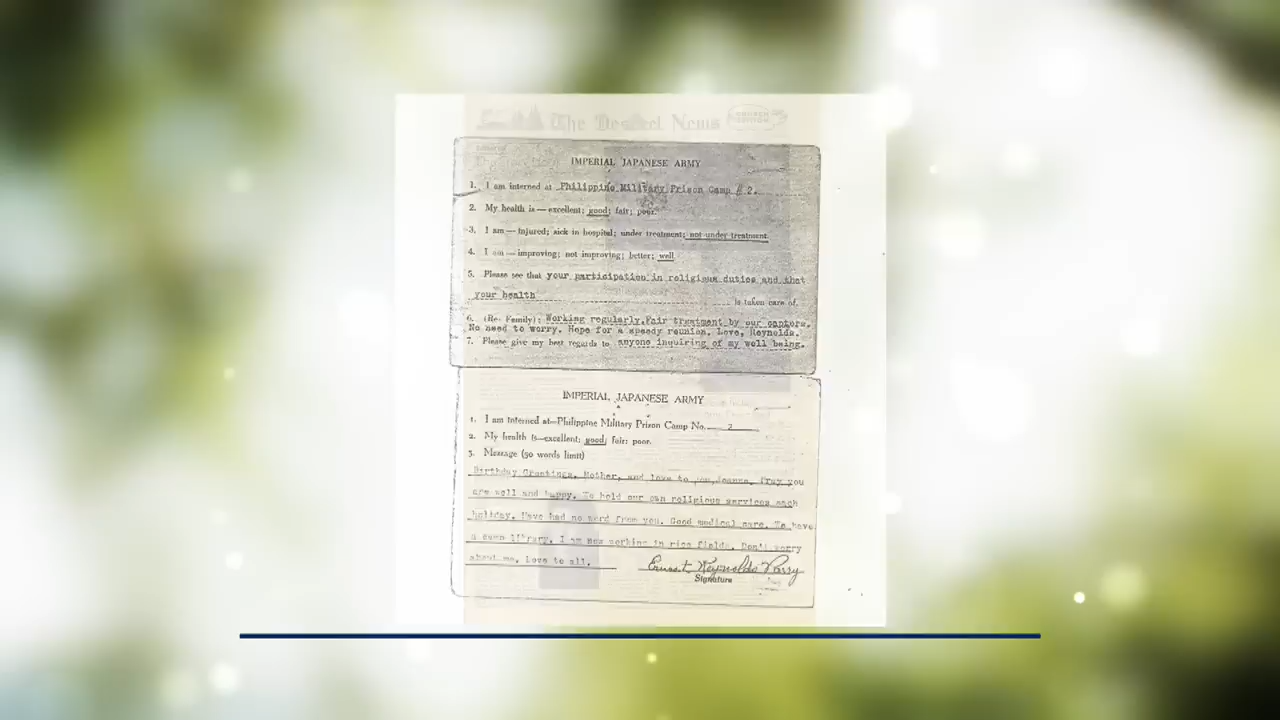 The Deseret News
CHURCH EDITION
IMPERIAL JAPANESE ARMY
1. I am interned at Philippine Military Prison Camp # 2.
2. My health is — excellent; good; fair; poor.
3. I am — injured; sick in hospital; under treatment; not under treatment.
4. I am — improving; not improving; better; well.
5. Please see that your participation in religious duties and that
your health is taken care of.
6. (Re: Family): Working regularly. Fair treatment by our captors.
No need to worry. Hope for a speedy reunion. Love, Reynolds.
7. Please give my best regards to anyone inquiring of my well being.
IMPERIAL JAPANESE ARMY
1. I am interned at—Philippine Military Prison Camp No. 2
2. My health is—excellent; good; fair; poor.
3. Message (50 words limit)
Birthday Greetings, Mother, and love to you, Pray you
are well and happy. To hold our own religious services each
holiday. Have had no word from you. Good medical care. To have
a camp library. I am now working in rice fields. Don't worry
about me. Love to all.
Ernest Reynolds Parry
Signature